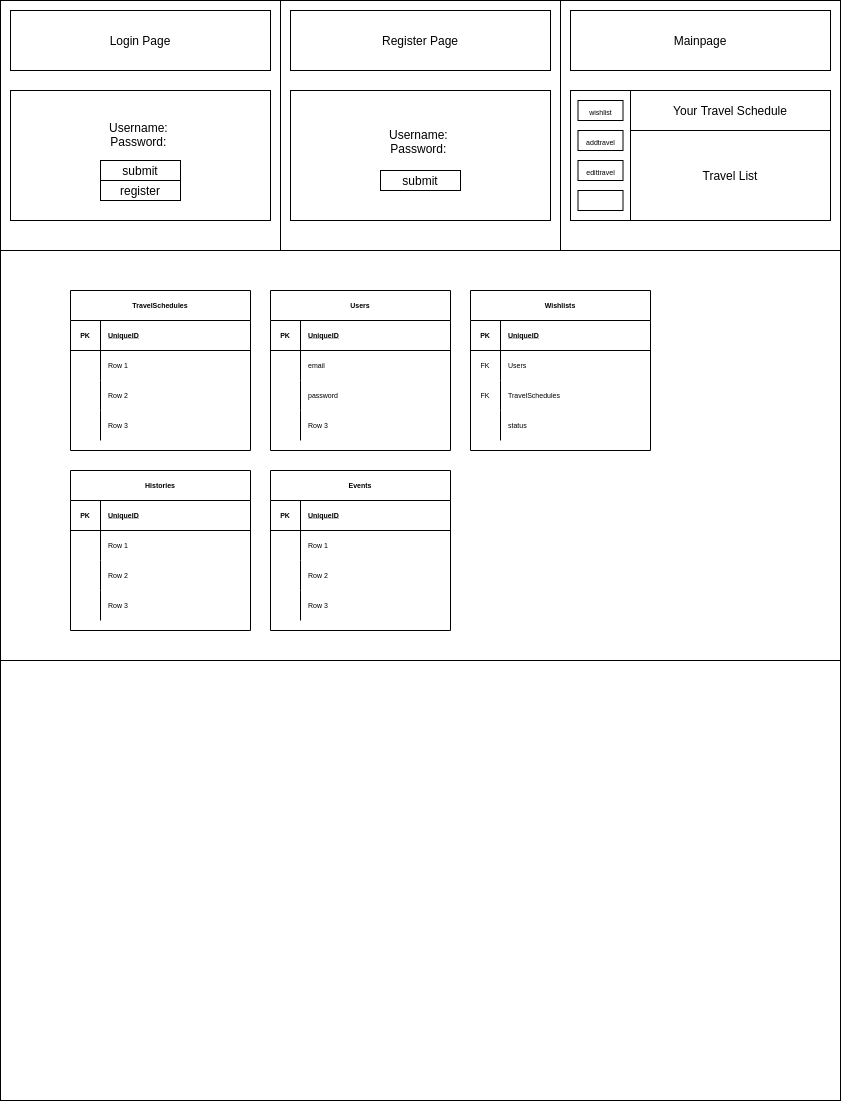 Login Page
Username:
Password:
submit
register
Register Page
Username:
Password:
submit
Mainpage
wishlist
addtravel
edittravel
Your Travel Schedule
Travel List
TravelSchedules
PK UniqueID
Row 1
Row 2
Row 3
Users
PK UniqueID
email
password
Row 3
Wishlists
PK UniqueID
FK Users
FK TravelSchedules
status
Histories
PK UniqueID
Row 1
Row 2
Row 3
Events
PK UniqueID
Row 1
Row 2
Row 3